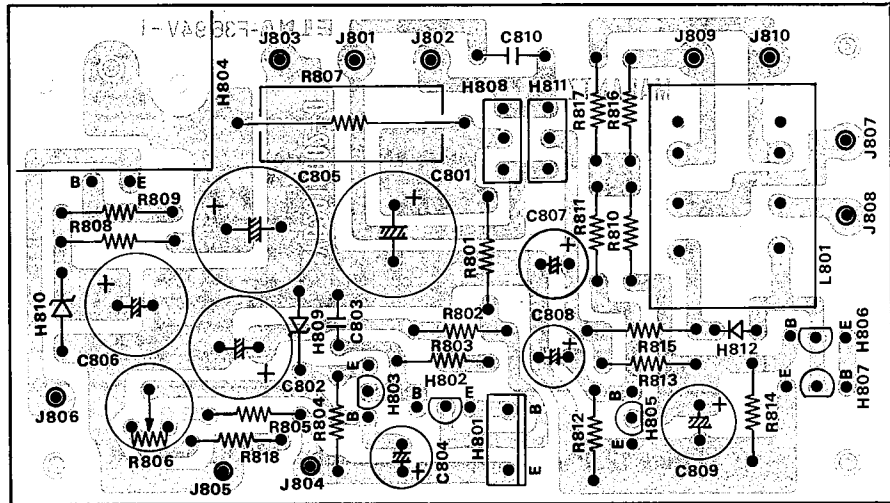 J803
J801
J802
C810
J809
J810
H804
R807
H808
H811
R817
R816
J807
B
E
R809
C805
C801
C807
R811
R810
J808
R808
R801
L801
H810
C806
H809
C803
R802
C808
R815
H812
B
E
H806
C802
R803
R813
H802
E
H803
B
J806
R805
R804
B
E
H801
B
B
H805
E
R814
E
B
H807
R806
R818
C804
E
R812
C809
J805
J804